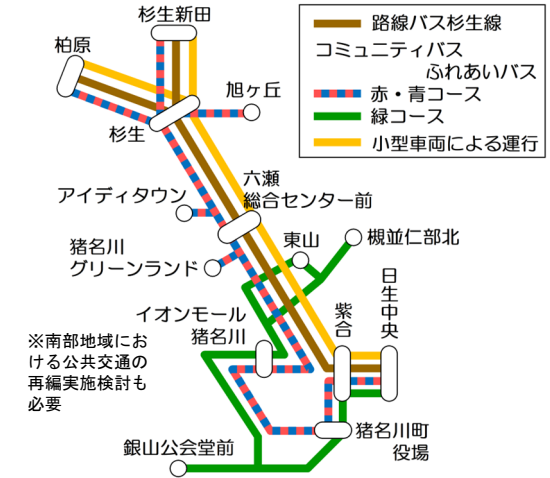 杉生新田
柏原
旭ヶ丘
杉生
路線バス杉生線
コミュニティバス
ふれあいバス
赤・青コース
緑コース
小型車両による運行
アイディタウン
六瀬
総合センター前
猪名川
グリーンランド
東山
槻並仁部北
イオンモール
猪名川
紫合
日生中央
※南部地域にお
ける公共交通の
再編実施検討も
必要
猪名川町
役場
銀山公会堂前